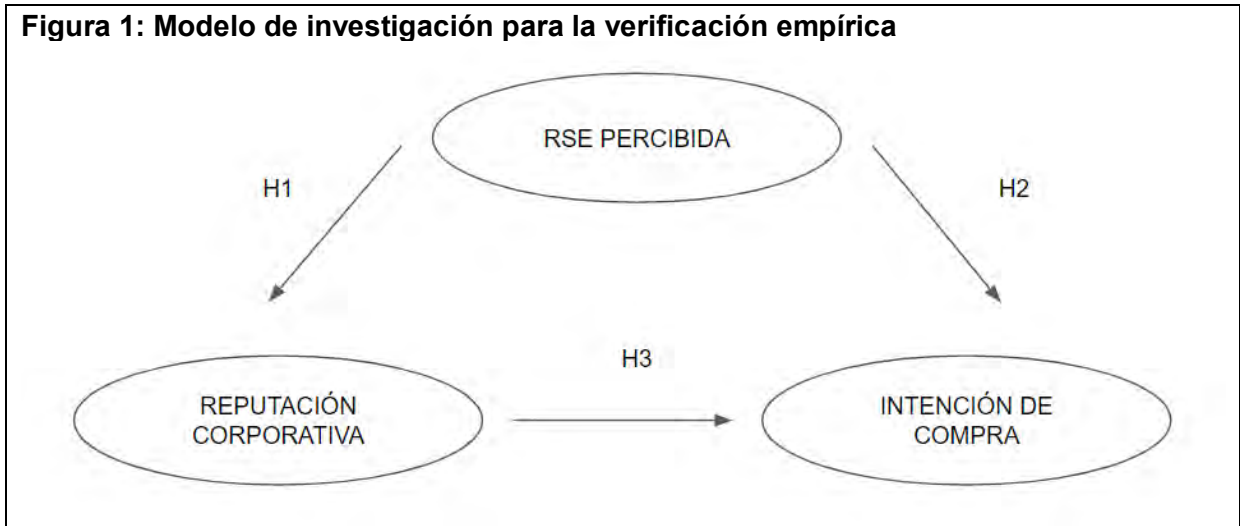 Figura 1: Modelo de investigación para la verificación empírica
RSE PERCIBIDA
H1
H2
H3
REPUTACIÓN
CORPORATIVA
INTENCIÓN DE
COMPRA